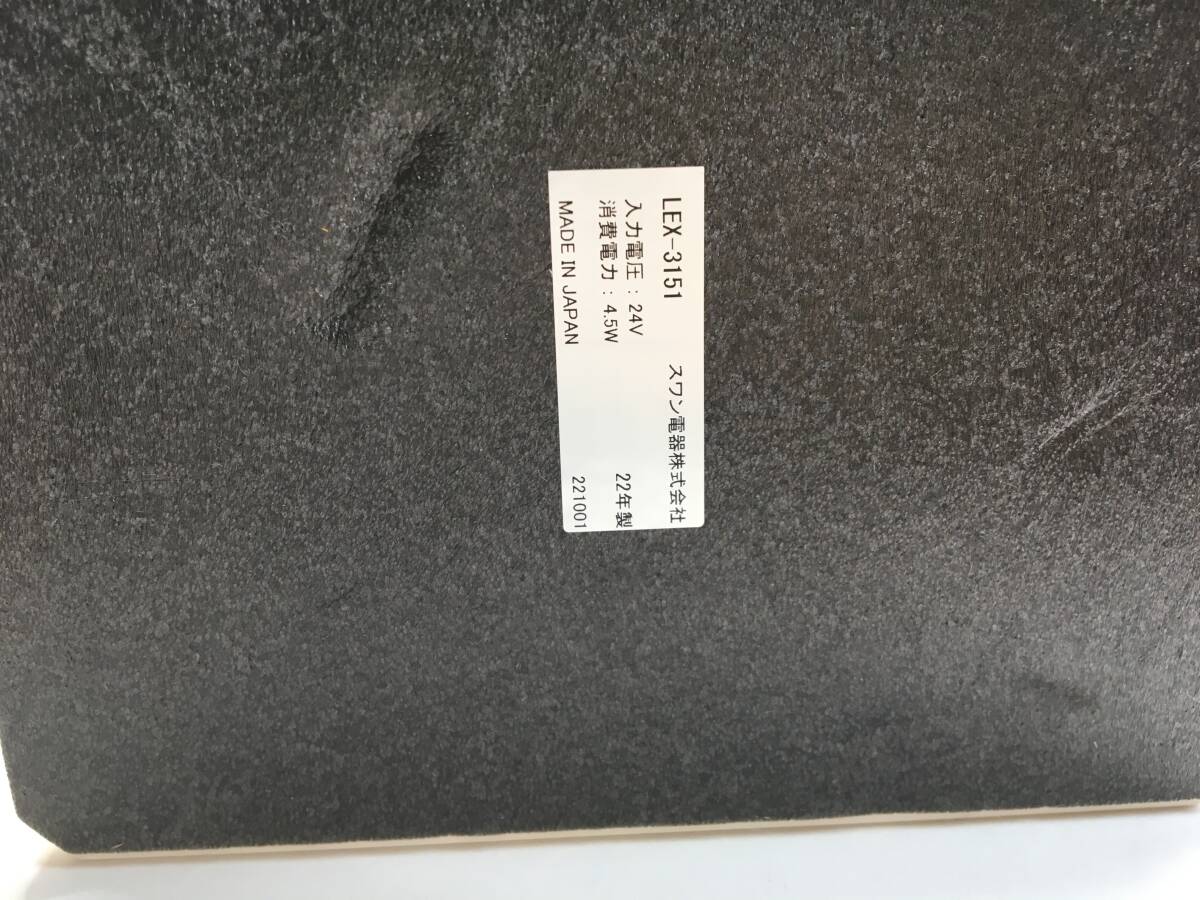 LEX-3151 スワン電器株式会社
入力電圧：24V
消費電力：4.5W 22年製
MADE IN JAPAN 221001